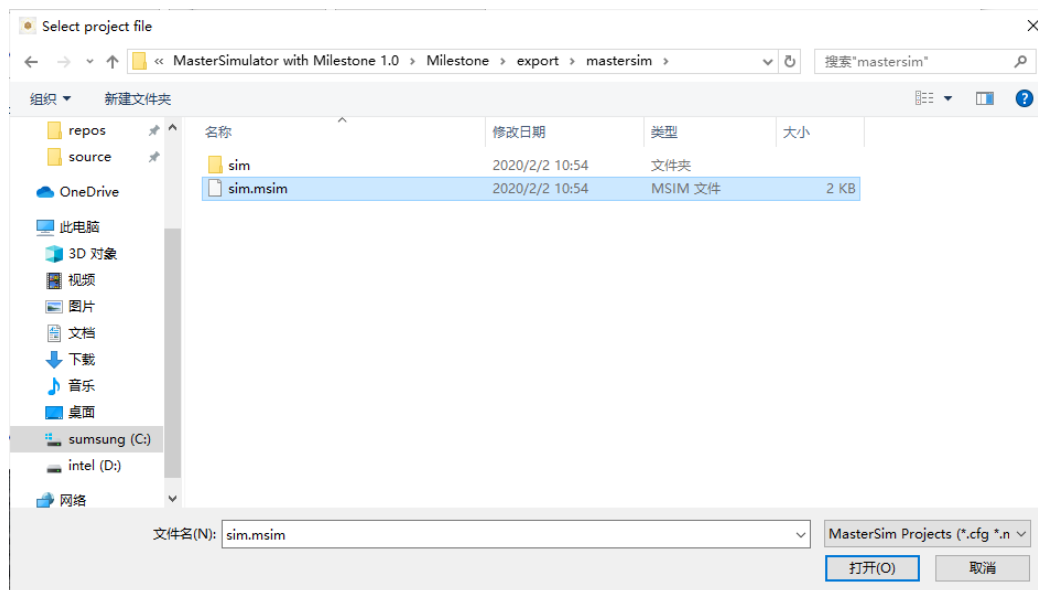 Select project file
« MasterSimulator with Milestone 1.0 › Milestone › export › mastersim ›
搜索"mastersim"
组织 新建文件夹
名称 修改日期 类型 大小
repos
source
OneDrive
此电脑
3D 对象
视频
图片
文档
下载
音乐
桌面
sumsung (C:)
intel (D:)
网络
sim 2020/2/2 10:54 文件夹
sim.msim 2020/2/2 10:54 MSIM 文件 2 KB
文件名(N): sim.msim
MasterSim Projects (*.cfg *.n
打开(O) 取消